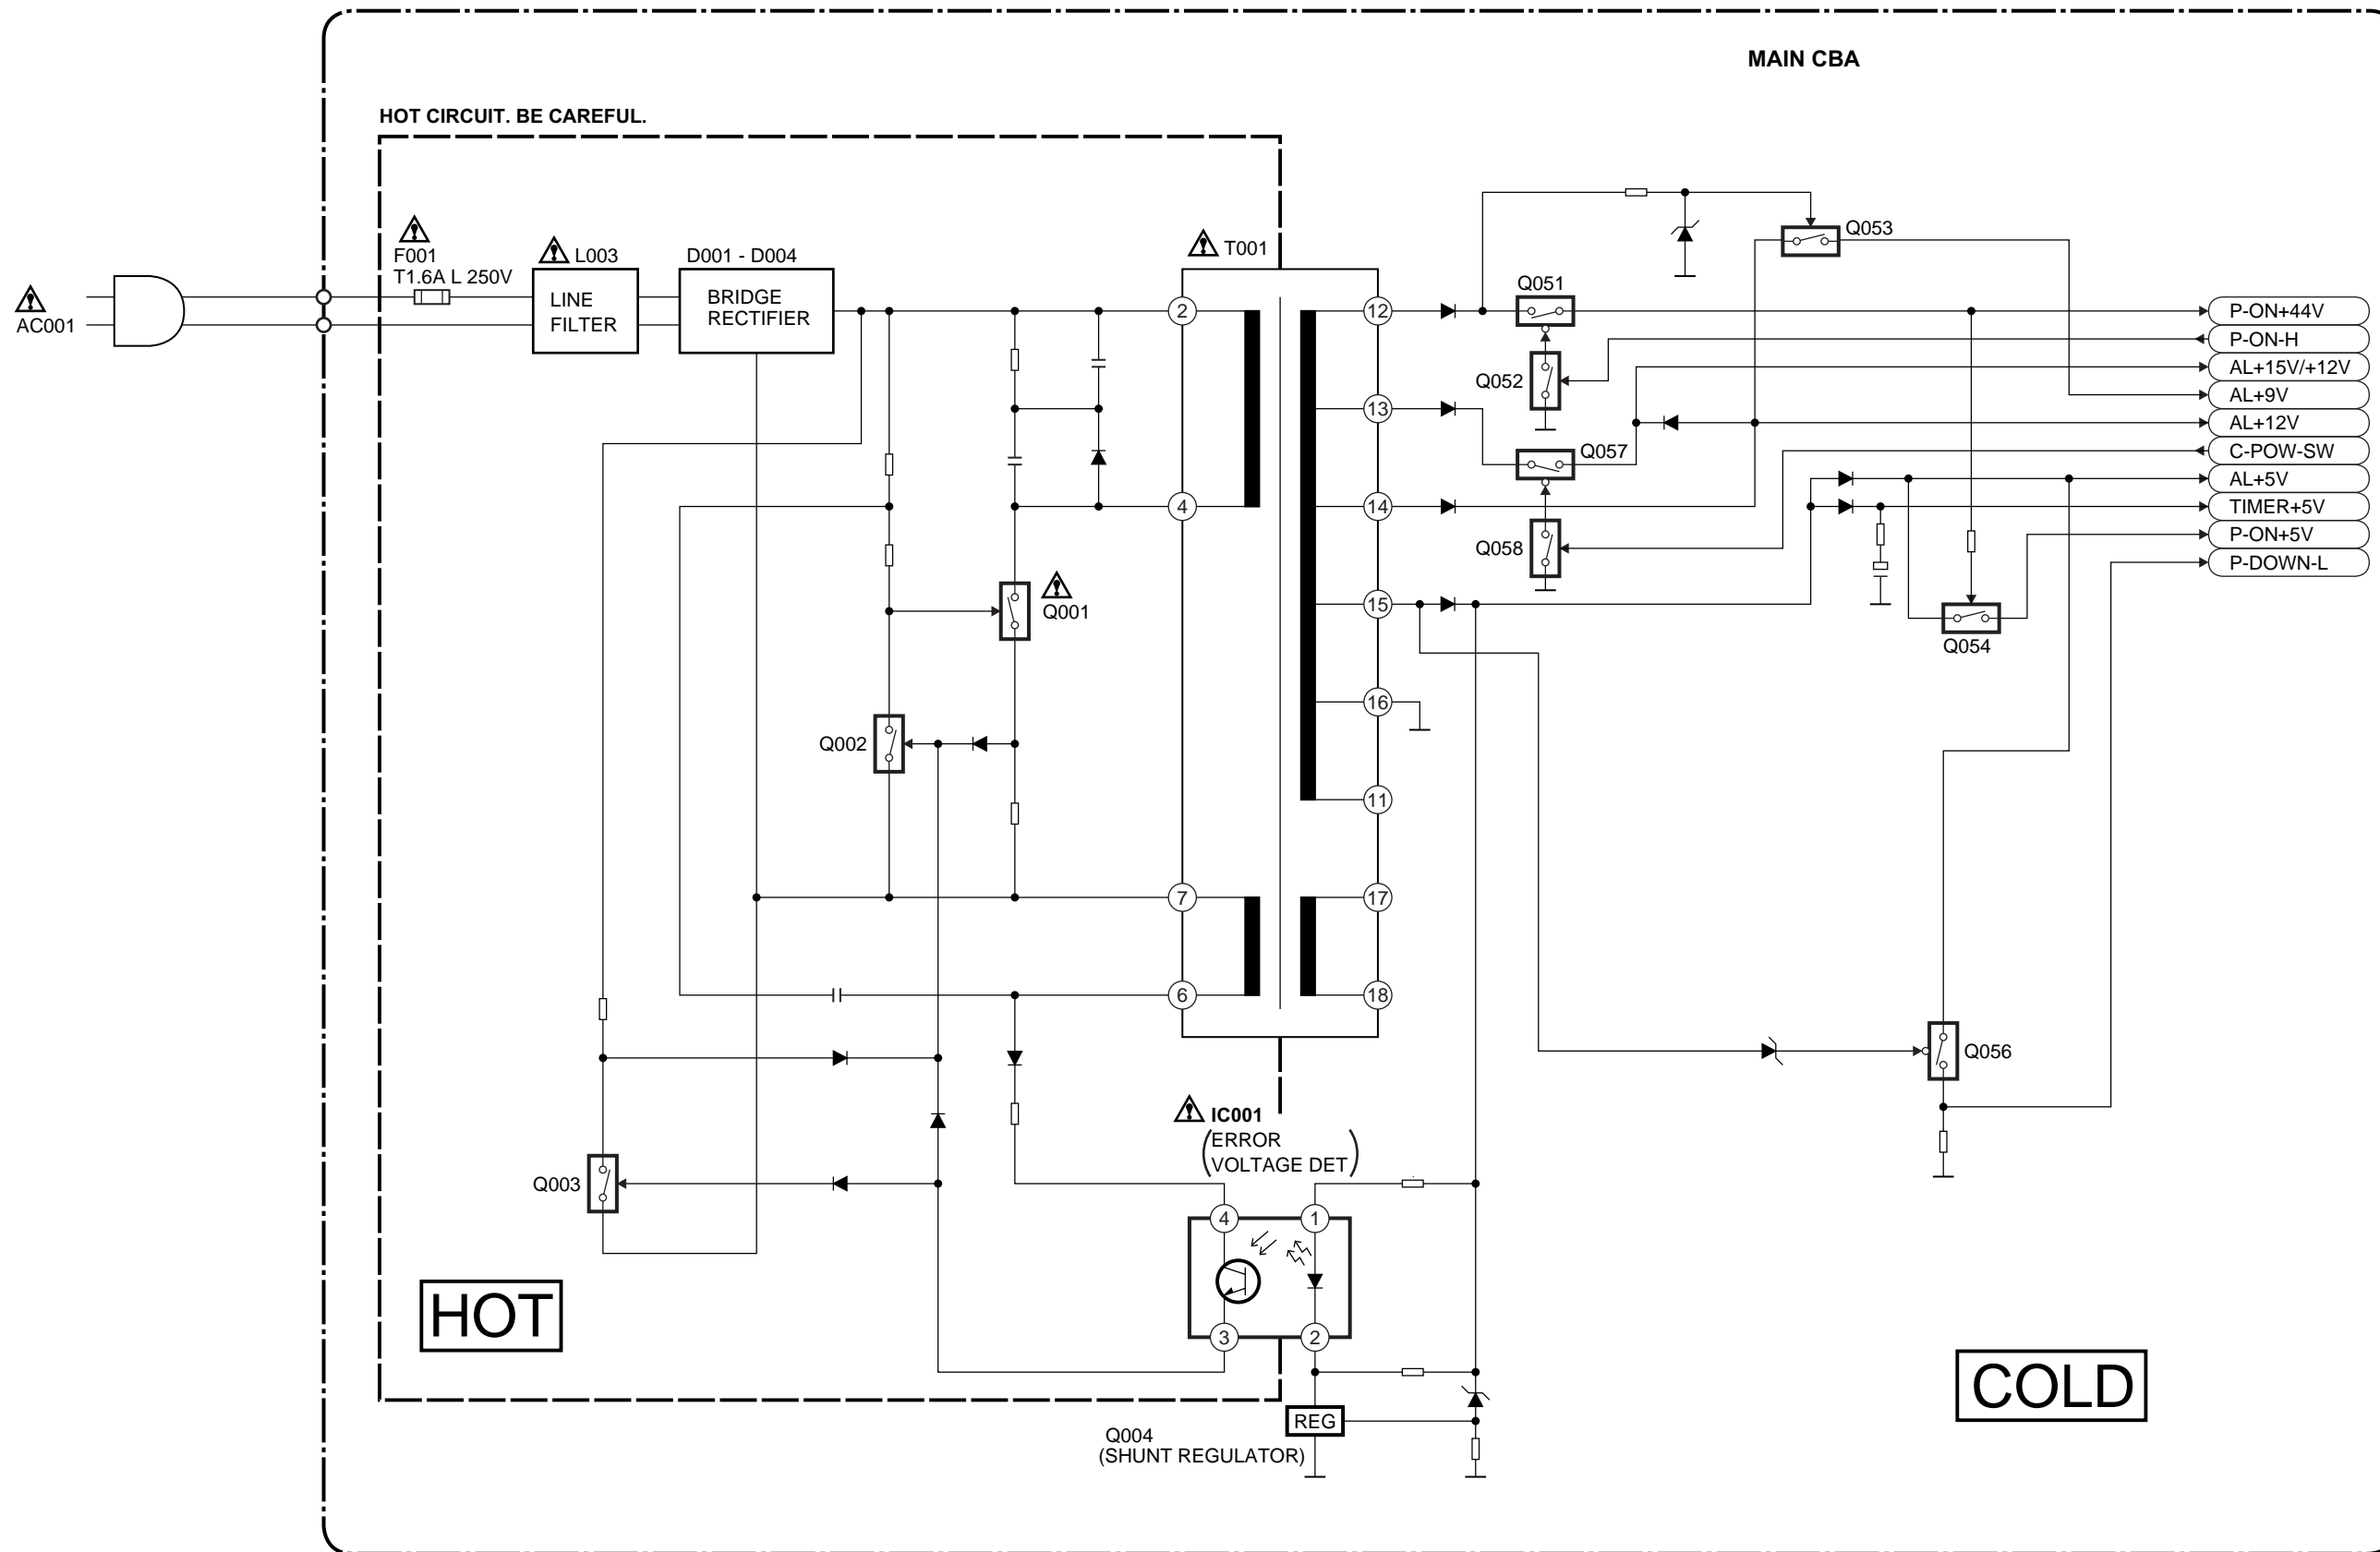 MAIN CBA
HOT CIRCUIT. BE CAREFUL.
AC001
F001
T1.6A L 250V
L003
LINE
FILTER
D001 - D004
BRIDGE
RECTIFIER
T001
2
4
7
6
12
13
14
15
16
11
17
18
Q001
Q002
Q003
Q051
Q052
Q053
Q057
Q058
Q054
Q056
P-ON+44V
P-ON-H
AL+15V/+12V
AL+9V
AL+12V
C-POW-SW
AL+5V
TIMER+5V
P-ON+5V
P-DOWN-L
IC001
(ERROR
VOLTAGE DET)
4
1
3
2
REG
Q004
(SHUNT REGULATOR)
HOT
COLD